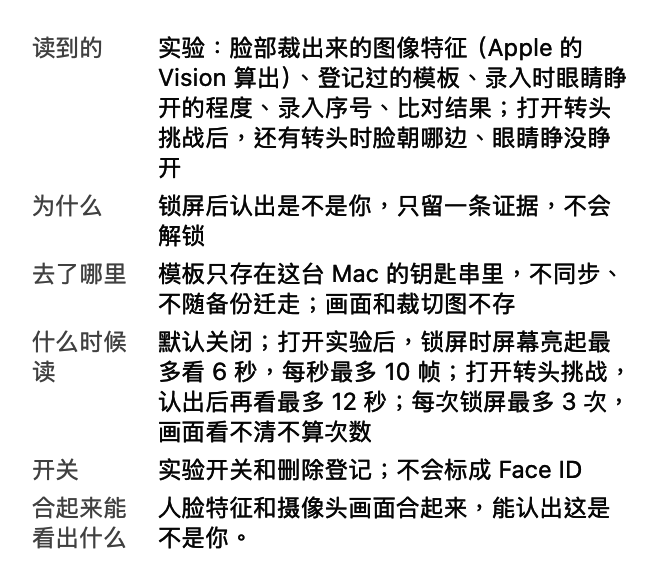 读到的
实验：脸部裁出来的图像特征（Apple 的
Vision 算出）、登记过的模板、录入时眼睛睁
开的程度、录入序号、比对结果；打开转头
挑战后，还有转头时脸朝哪边、眼睛睁没睁
开
为什么
锁屏后认出是不是你，只留一条证据，不会
解锁
去了哪里
模板只存在这台 Mac 的钥匙串里，不同步、
不随备份迁走；画面和裁切图不存
什么时候
读
默认关闭；打开实验后，锁屏时屏幕亮起最
多看 6 秒，每秒最多 10 帧；打开转头挑战，
认出后再看最多 12 秒；每次锁屏最多 3 次，
画面看不清不算次数
开关
实验开关和删除登记；不会标成 Face ID
合起来能
看出什么
人脸特征和摄像头画面合起来，能认出这是
不是你。